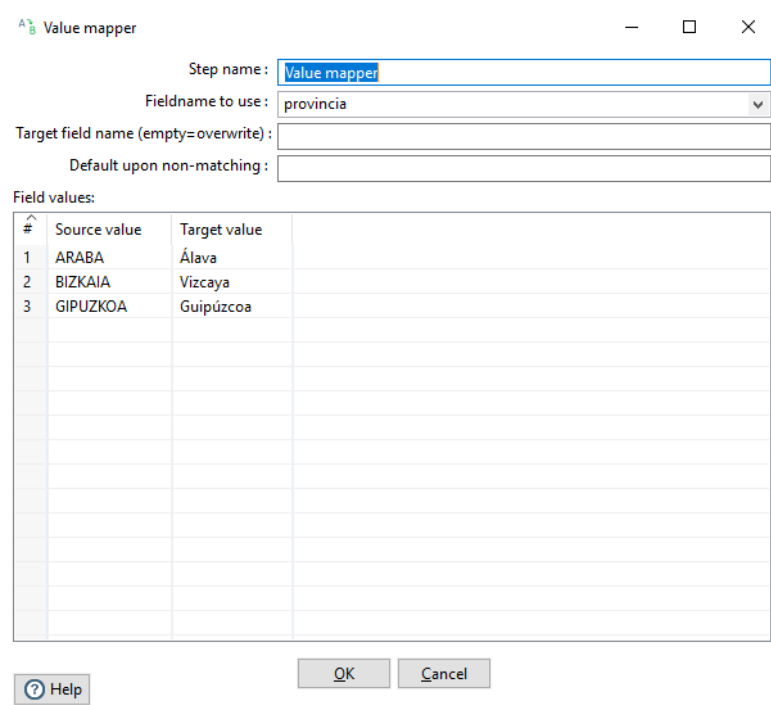 Value mapper
Step name :
Value mapper
Fieldname to use :
provincia
Target field name (empty=overwrite) :
Default upon non-matching :
Field values:
# Source value Target value
1 ARABA Álava
2 BIZKAIA Vizcaya
3 GIPUZKOA Guipúzcoa
OK Cancel
Help